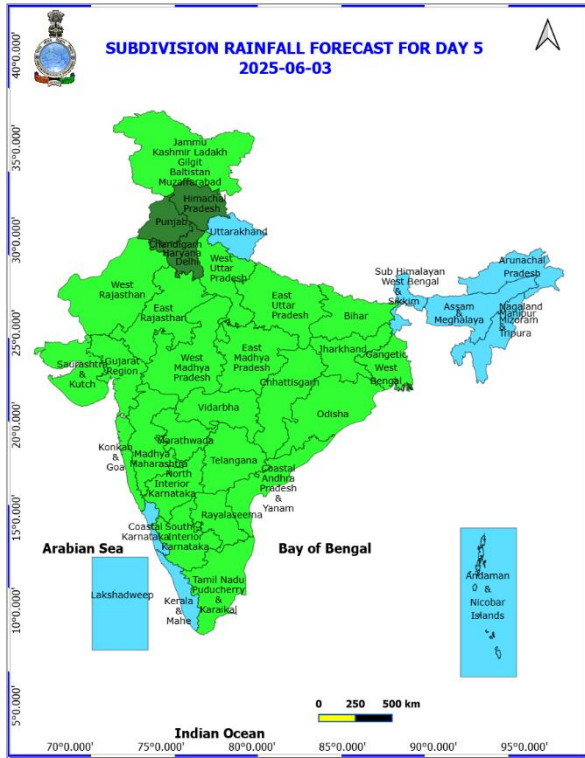 SUBDIVISION RAINFALL FORECAST FOR DAY 5
2025-06-03
40°0.000'
35°0.000'
30°0.000'
25°0.000'
20°0.000'
15°0.000'
10°0.000'
5°0.000'
Jammu
Kashmir Ladakh
Gilgit
Baltistan
Muzaffarabad
Himachal
Pradesh
Punjab
Uttarakhand
Chandigarh
Haryana
Delhi
West
Uttar
Pradesh
Arunachal
Pradesh
Sub Himalayan
West Bengal
&
Sikkim
West
Rajasthan
East
Rajasthan
East
Uttar
Pradesh
Bihar
Assam
&
Meghalaya
Nagaland
Manipur
Mizoram
&
Tripura
Saurashtra
&
Kutch
Gujarat
Region
West
Madhya
Pradesh
East
Madhya
Pradesh
Jharkhand
Gangetic
West
Bengal
Chhattisgarh
Odisha
Vidarbha
Konkan
&
Goa
Marathwada
Madhya
Maharashtra
Telangana
North
Interior
Karnataka
Coastal
Andhra
Pradesh
&
Yanam
Rayalaseema
Coastal
Karnataka
South
Interior
Karnataka
Arabian Sea
Bay of Bengal
Lakshadweep
Kerala
&
Mahe
Tamil Nadu
Puducherry
&
Karaikal
Andaman
&
Nicobar
Islands
0 250 500 km
Indian Ocean
70°0.000' 75°0.000' 80°0.000' 85°0.000' 90°0.000' 95°0.000'